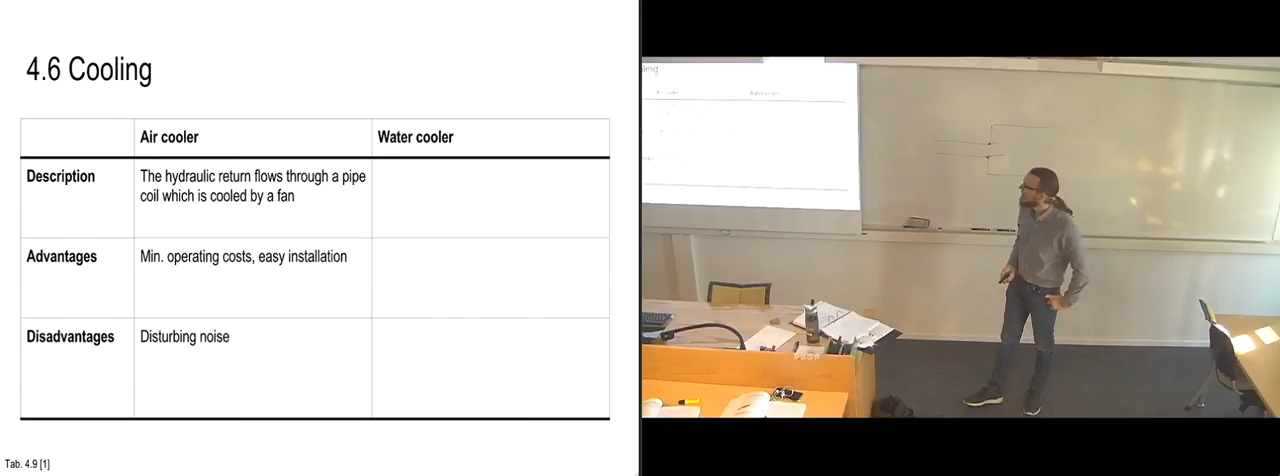 4.6 Cooling
Air cooler
Water cooler
Description
The hydraulic return flows through a pipe
coil which is cooled by a fan
Advantages
Min. operating costs, easy installation
Disadvantages
Disturbing noise
Tab. 4.9 [1]